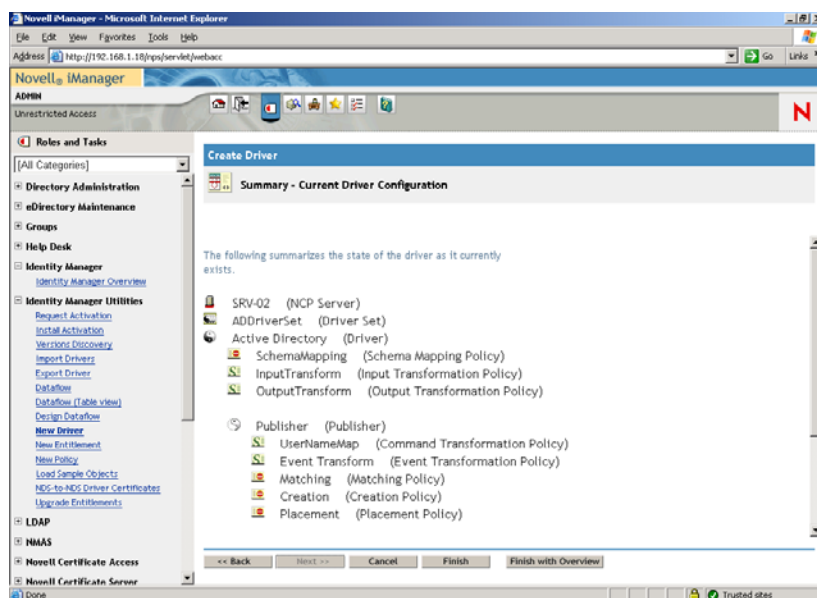 Novell iManager - Microsoft Internet Explorer
File Edit View Favorites Tools Help
Address http://192.168.1.18/nps/servlet/webacc Go Links
Novell® iManager
ADMIN
Unrestricted Access
N
Roles and Tasks
[All Categories]
Directory Administration
eDirectory Maintenance
Groups
Help Desk
Identity Manager
Identity Manager Overview
Identity Manager Utilities
Request Activation
Install Activation
Versions Discovery
Import Drivers
Export Driver
Dataflow
Dataflow (Table view)
Design Dataflow
New Driver
New Entitlement
New Policy
Load Sample Objects
NDS-to-NDS Driver Certificates
Upgrade Entitlements
LDAP
NMAS
Novell Certificate Access
Novell Certificate Server
Create Driver
Summary - Current Driver Configuration
The following summarizes the state of the driver as it currently
exists.
SRV-02 (NCP Server)
ADDriverSet (Driver Set)
Active Directory (Driver)
SchemaMapping (Schema Mapping Policy)
InputTransform (Input Transformation Policy)
OutputTransform (Output Transformation Policy)
Publisher (Publisher)
UserNameMap (Command Transformation Policy)
Event Transform (Event Transformation Policy)
Matching (Matching Policy)
Creation (Creation Policy)
Placement (Placement Policy)
<< Back Next >> Cancel Finish Finish with Overview
Done Trusted sites